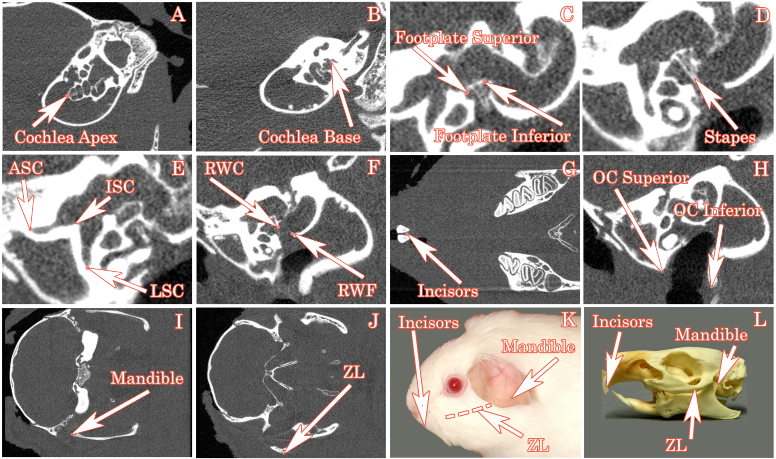 A
Cochlea Apex
B
Cochlea Base
C
Footplate Superior
Footplate Inferior
D
Stapes
E
ASC
ISC
LSC
F
RWC
RWF
G
Incisors
H
OC Superior
OC Inferior
I
Mandible
J
ZL
K
Incisors
Mandible
ZL
L
Incisors
Mandible
ZL